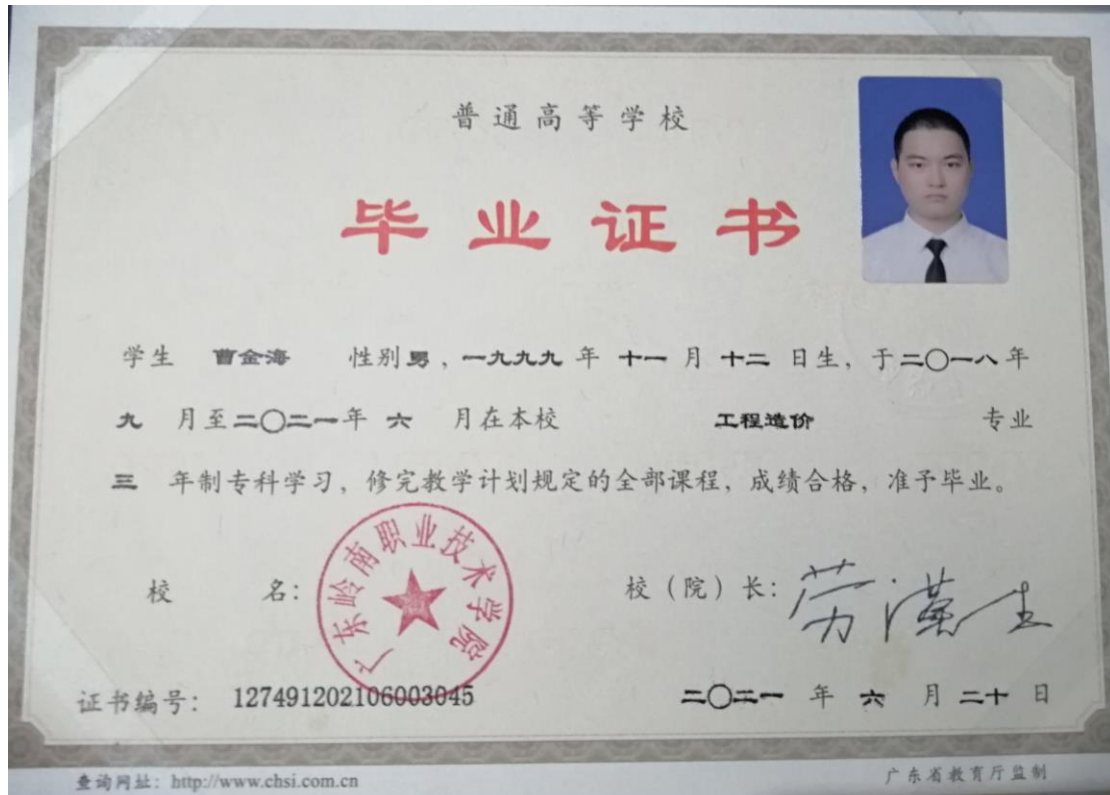 普通高等学校
毕业证书
学生 曹金海 性别男，一九九九年十一月十二日生，于二〇一八年
九月至二〇二一年六月在本校 工程造价 专业
三年制专科学习，修完教学计划规定的全部课程，成绩合格，准予毕业。
校 名：
广东岭南职业技术学院
校（院）长：劳汉生
证书编号：127491202106003045
二〇二一年六月二十日
查询网址：http://www.chsi.com.cn
广东省教育厅监制